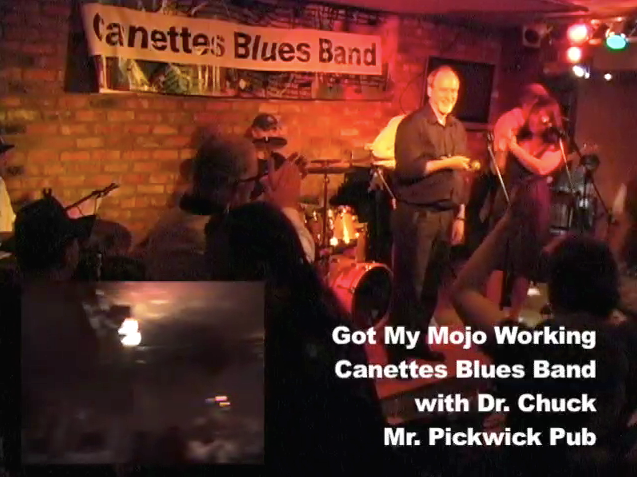 Canettes Blues Band
Got My Mojo Working
Canettes Blues Band
with Dr. Chuck
Mr. Pickwick Pub